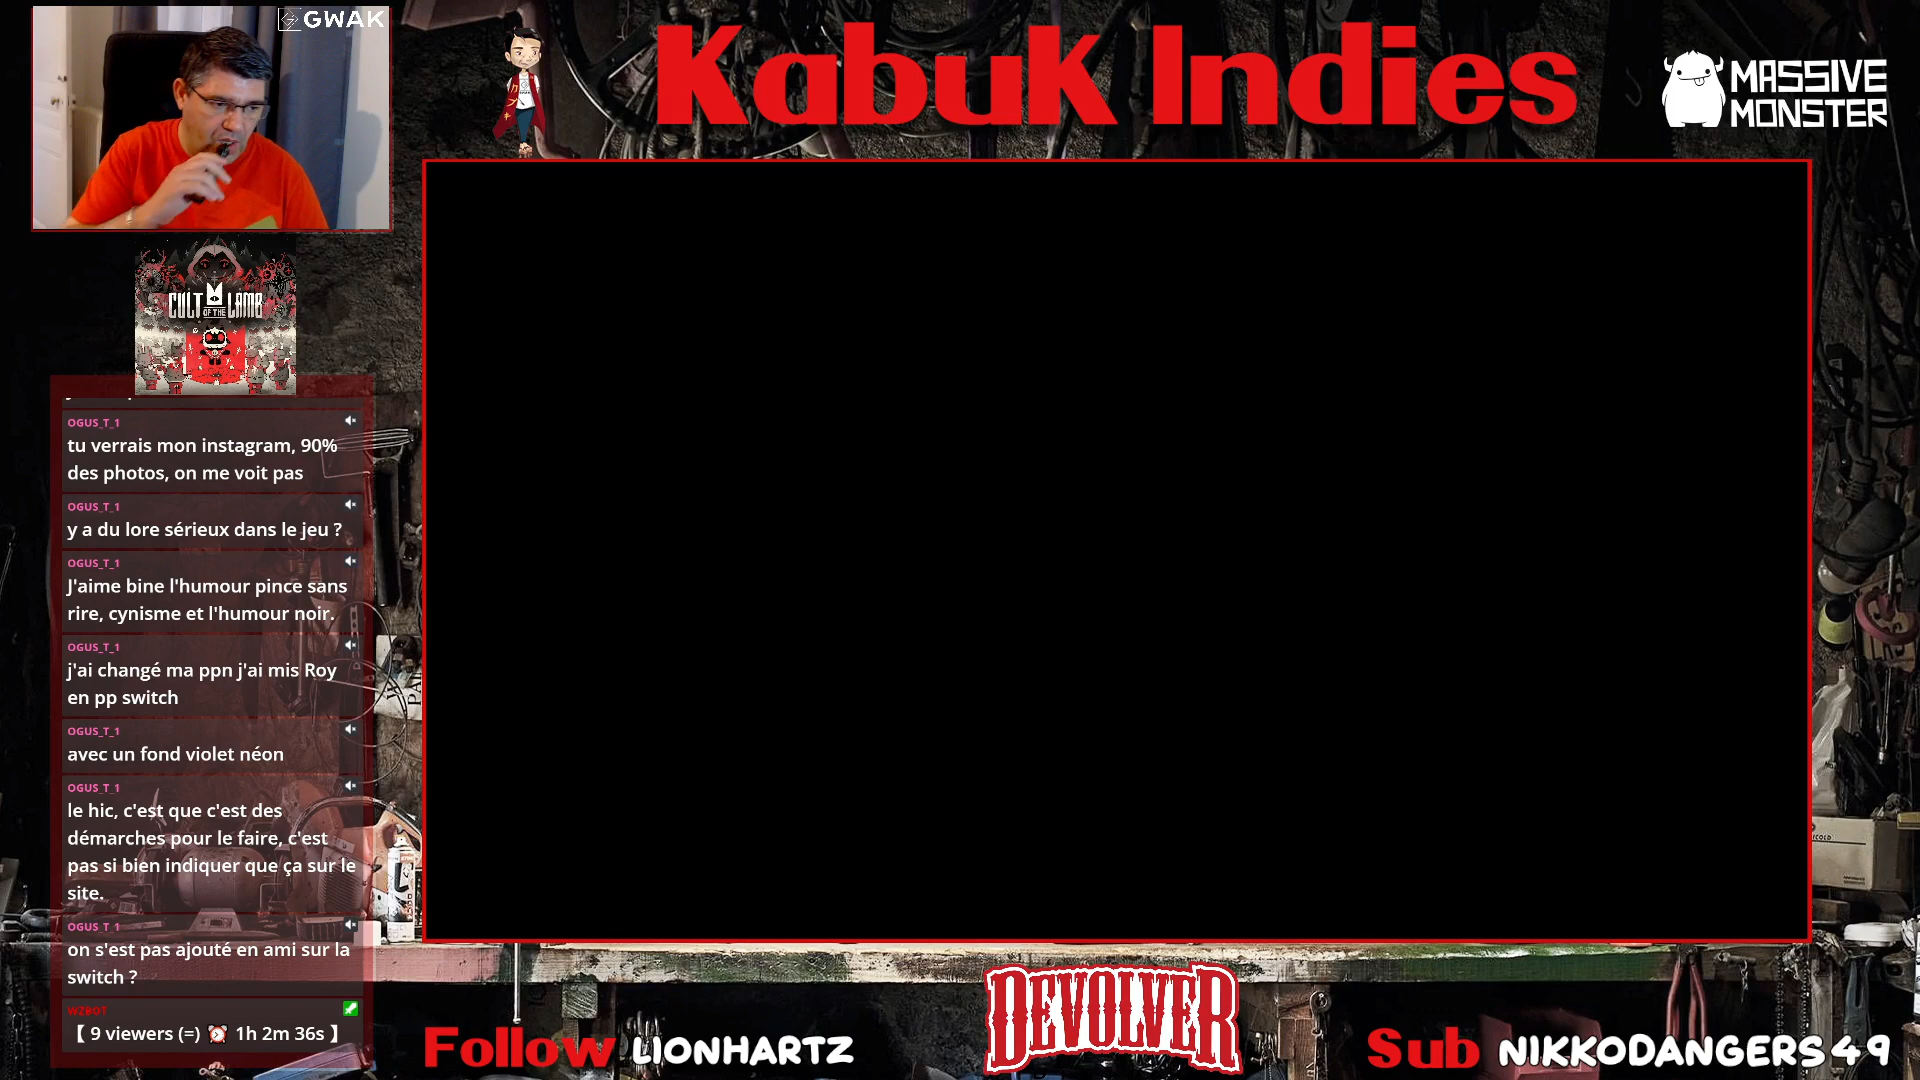 GWAK
KabuK Indies
MASSIVE
MONSTER
CULT
OF THE
LAMB
OGUS_T_1
tu verrais mon instagram, 90%
des photos, on me voit pas
OGUS_T_1
y a du lore sérieux dans le jeu ?
OGUS_T_1
J'aime bine l'humour pince sans
rire, cynisme et l'humour noir.
OGUS_T_1
j'ai changé ma ppn j'ai mis Roy
en pp switch
OGUS_T_1
avec un fond violet néon
OGUS_T_1
le hic, c'est que c'est des
démarches pour le faire, c'est
pas si bien indiquer que ça sur le
site.
OGUS_T_1
on s'est pas ajouté en ami sur la
switch ?
WZBOT
【 9 viewers (=) ⏰ 1h 2m 36s 】
Follow LIONHARTZ
DEVOLVER
Sub NIKKODANGERS49